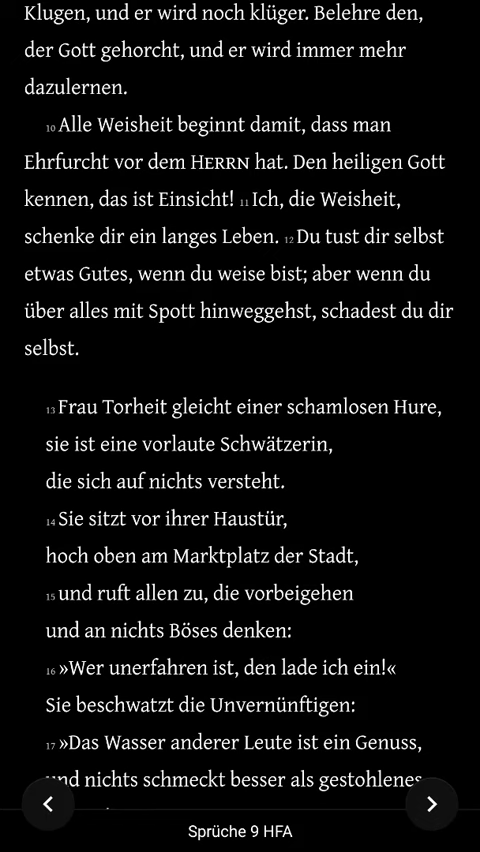 Klugen, und er wird noch klüger. Belehre den,
der Gott gehorcht, und er wird immer mehr
dazulernen.
10 Alle Weisheit beginnt damit, dass man
Ehrfurcht vor dem HERRN hat. Den heiligen Gott
kennen, das ist Einsicht! 11 Ich, die Weisheit,
schenke dir ein langes Leben. 12 Du tust dir selbst
etwas Gutes, wenn du weise bist; aber wenn du
über alles mit Spott hinweggehst, schadest du dir
selbst.
13 Frau Torheit gleicht einer schamlosen Hure,
sie ist eine vorlaute Schwätzerin,
die sich auf nichts versteht.
14 Sie sitzt vor ihrer Haustür,
hoch oben am Marktplatz der Stadt,
15 und ruft allen zu, die vorbeigehen
und an nichts Böses denken:
16 »Wer unerfahren ist, den lade ich ein!«
Sie beschwatzt die Unvernünftigen:
17 »Das Wasser anderer Leute ist ein Genuss,
und nichts schmeckt besser als gestohlenes
Sprüche 9 HFA